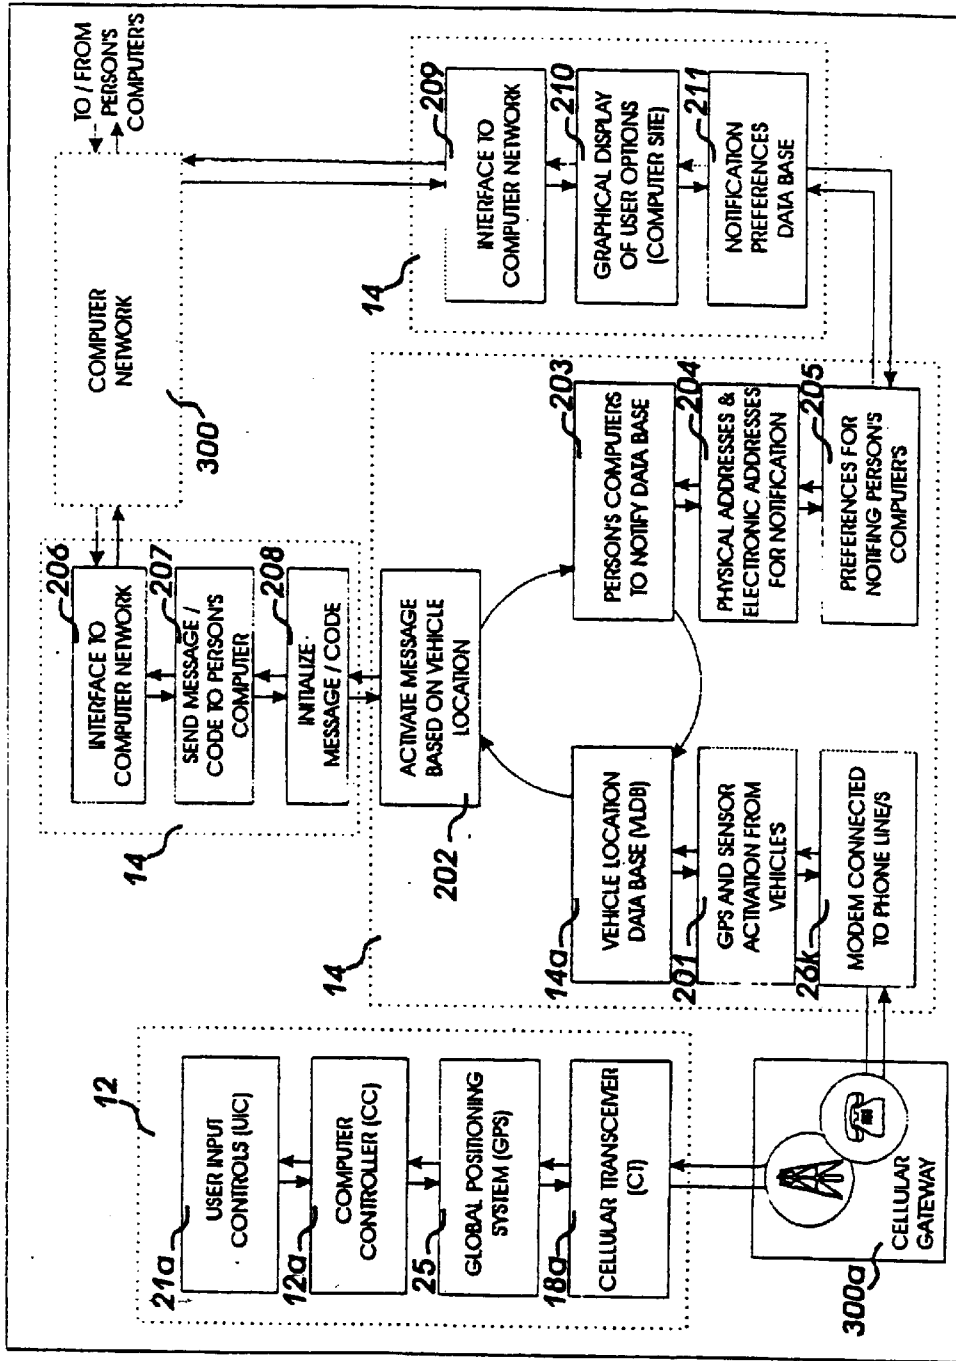 12
21a
USER INPUT
CONTROLS (UIC)
12a
COMPUTER
CONTROLLER (CC)
25
GLOBAL POSITIONING
SYSTEM (GPS)
18a
CELLULAR TRANSCEIVER
(CT)
CELLULAR
GATEWAY
300a
14
206
INTERFACE TO
COMPUTER NETWORK
207
SEND MESSAGE /
CODE TO PERSON'S
COMPUTER
208
INITIALIZE
MESSAGE / CODE
14
ACTIVATE MESSAGE
BASED ON VEHICLE
LOCATION
202
14a
VEHICLE LOCATION
DATA BASE (VLDB)
201
GPS AND SENSOR
ACTIVATION FROM
VEHICLES
26k
MODEM CONNECTED
TO PHONE LINE/S
203
PERSON'S COMPUTERS
TO NOTIFY DATA BASE
204
PHYSICAL ADDRESSES &
ELECTRONIC ADDRESSES
FOR NOTIFICATION
205
PREFERENCES FOR
NOTIFING PERSON'S
COMPUTERS
COMPUTER
NETWORK
300
TO / FROM
PERSON'S
COMPUTER'S
14
209
INTERFACE TO
COMPUTER NETWORK
210
GRAPHICAL DISPLAY
OF USER OPTIONS
(COMPUTER SITE)
211
NOTIFICATION
PREFERENCES
DATA BASE